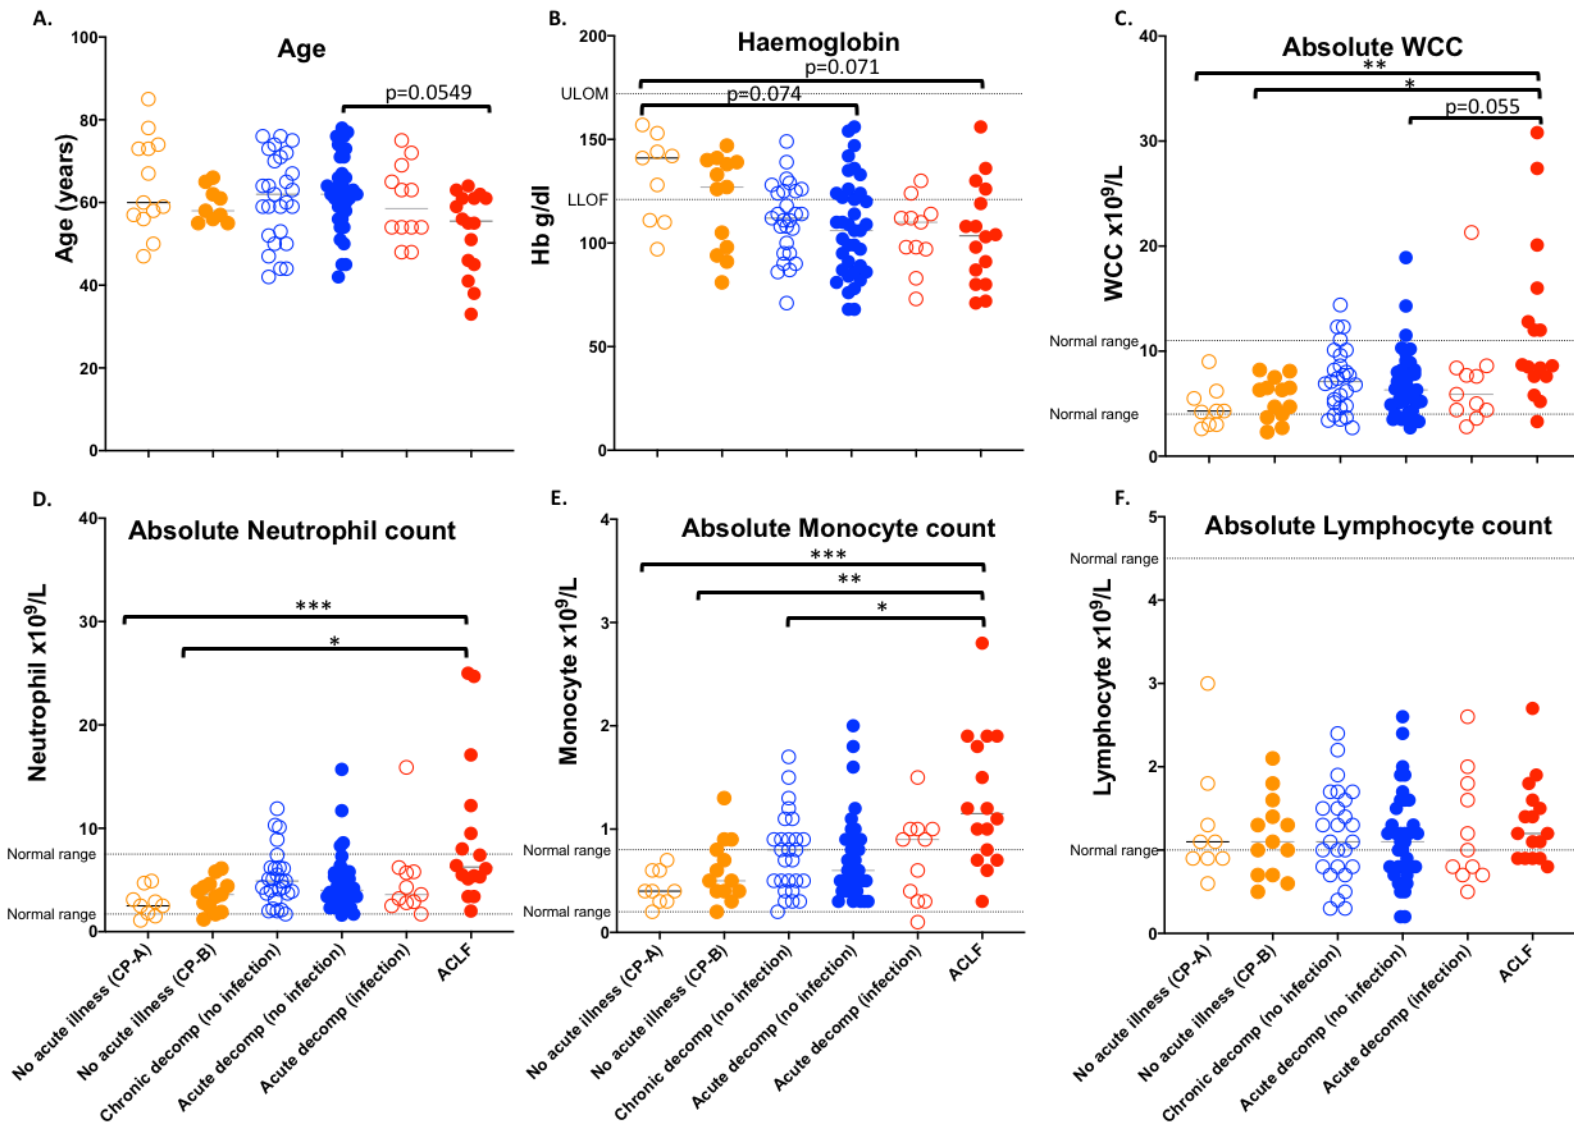 A.
Age
100
80
60
40
20
0
Age (years)
p=0.0549
B.
Haemoglobin
200
150
100
50
0
Hb g/dl
ULOM
LLOF
p=0.071
p=0.074
C.
Absolute WCC
40
30
20
10
0
WCC x10⁹/L
**
*
p=0.055
Normal range
Normal range
D.
Absolute Neutrophil count
40
30
20
10
0
Neutrophil x10⁹/L
***
*
Normal range
Normal range
No acute illness (CP-A)
No acute illness (CP-B)
Chronic decomp (no infection)
Acute decomp (no infection)
Acute decomp (infection)
ACLF
E.
Absolute Monocyte count
4
3
2
1
0
Monocyte x10⁹/L
***
**
*
Normal range
Normal range
No acute illness (CP-A)
No acute illness (CP-B)
Chronic decomp (no infection)
Acute decomp (no infection)
Acute decomp (infection)
ACLF
F.
Absolute Lymphocyte count
5
4
3
2
1
0
Lymphocyte x10⁹/L
Normal range
Normal range
No acute illness (CP-A)
No acute illness (CP-B)
Chronic decomp (no infection)
Acute decomp (no infection)
Acute decomp (infection)
ACLF